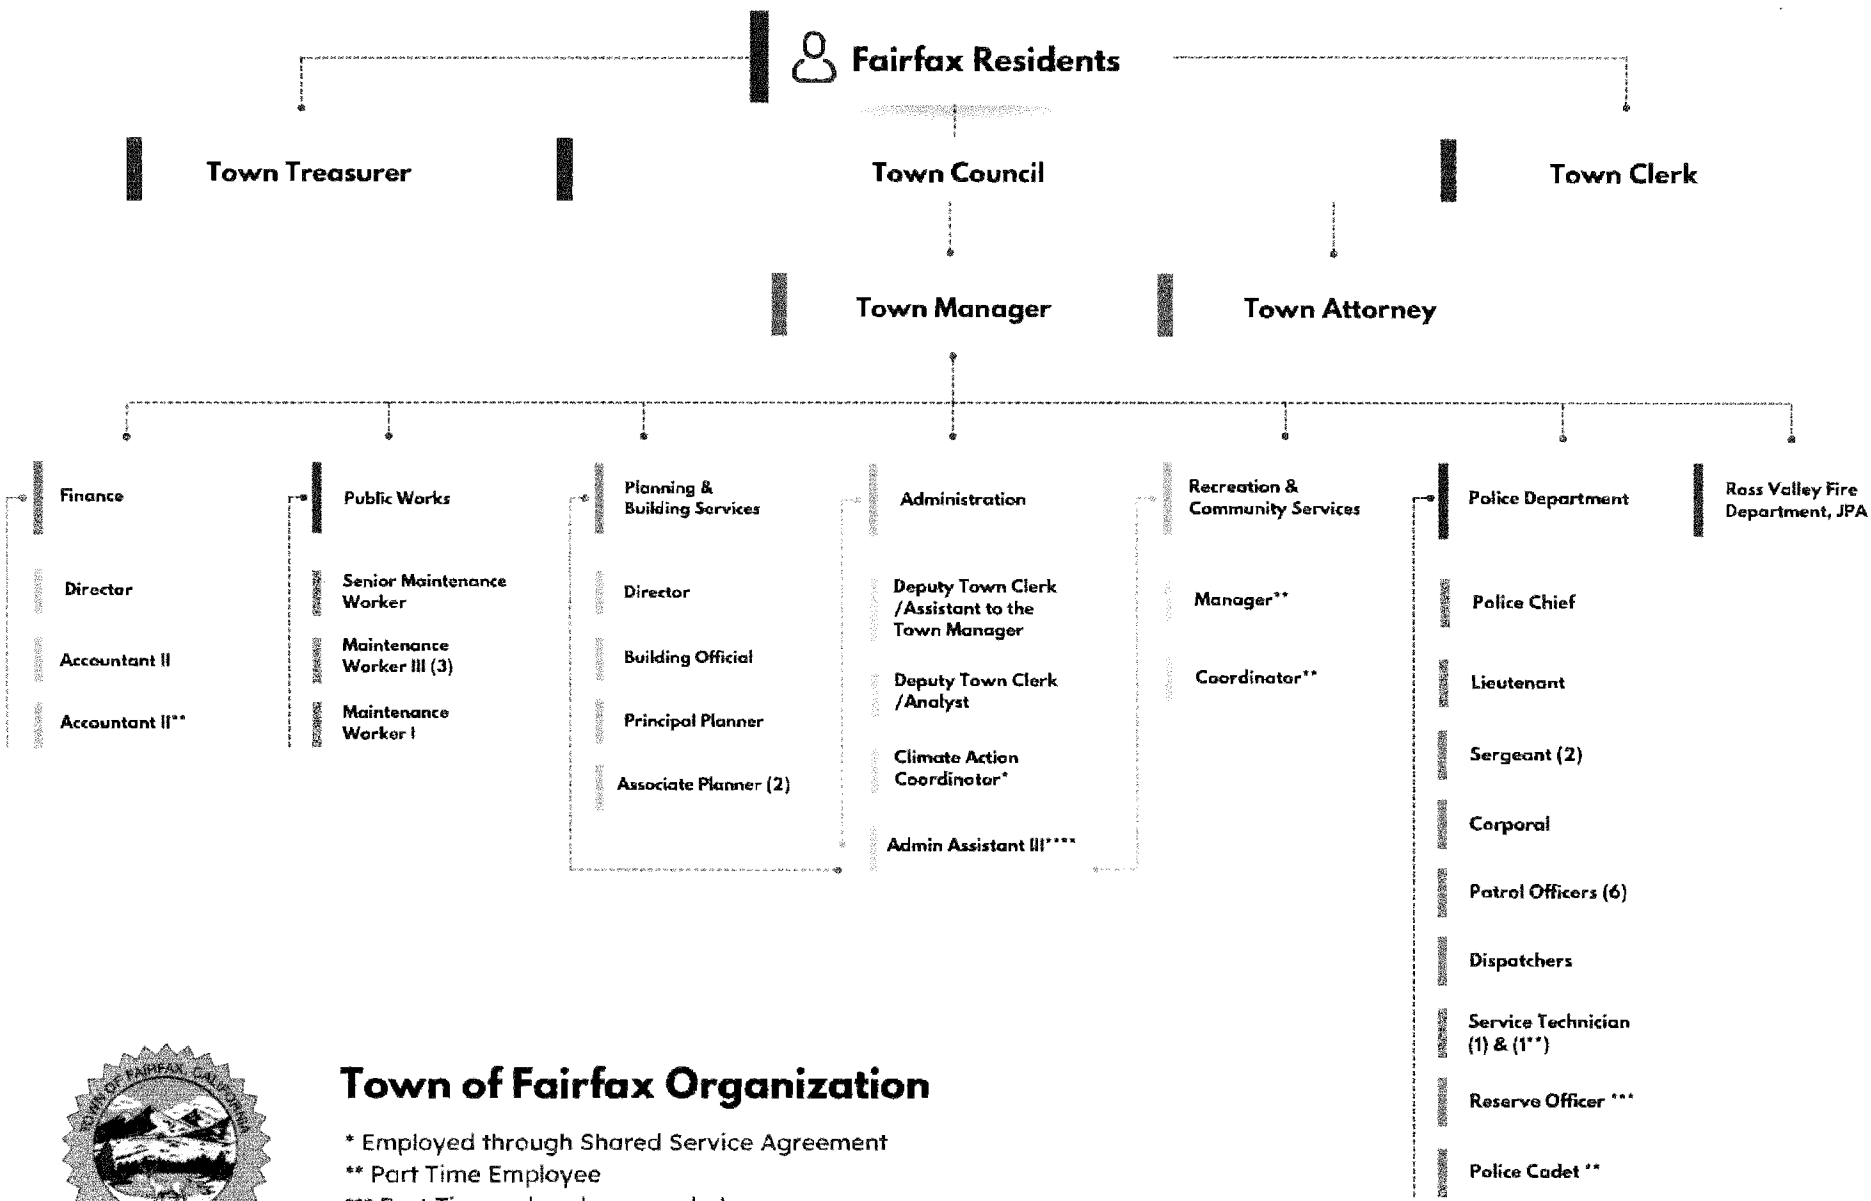 Fairfax Residents
Town Treasurer
Town Council
Town Clerk
Town Manager
Town Attorney
Finance
Director
Accountant II
Accountant II**
Public Works
Senior Maintenance
Worker
Maintenance
Worker III (3)
Maintenance
Worker I
Planning &
Building Services
Director
Building Official
Principal Planner
Associate Planner (2)
Administration
Deputy Town Clerk
/Assistant to the
Town Manager
Deputy Town Clerk
/Analyst
Climate Action
Coordinator*
Admin Assistant III****
Recreation &
Community Services
Manager**
Coordinator**
Police Department
Police Chief
Lieutenant
Sergeant (2)
Corporal
Patrol Officers (6)
Dispatchers
Service Technician
(1) & (1**)
Reserve Officer ***
Police Cadet **
Ross Valley Fire
Department, JPA
TOWN OF FAIRFAX, CALIFORNIA
Town of Fairfax Organization
* Employed through Shared Service Agreement
** Part Time Employee